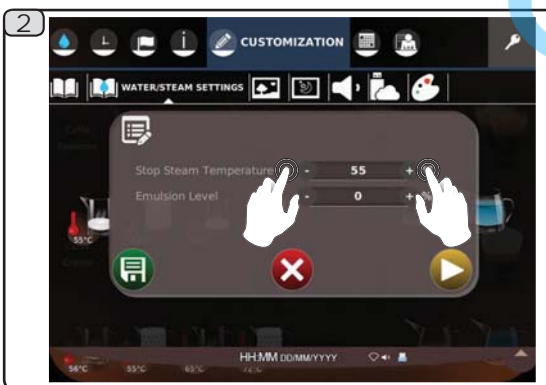 2
CUSTOMIZATION
WATER/STEAM SETTINGS
Stop Steam Temperature - 55 +
Emulsion Level - 0 + %
55°C
56°C 55°C 65°C 72°C
HH:MM DD/MM/YYYY